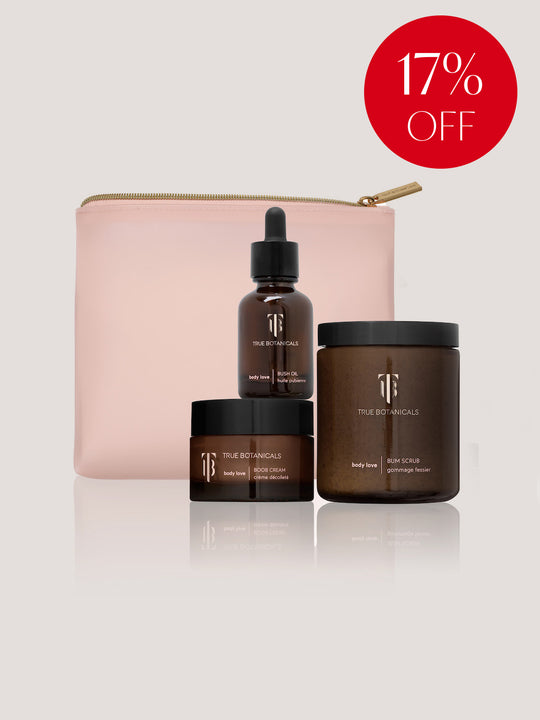 17%
OFF
TRUE BOTANICALS
body love
BUSH OIL
huile pubienne
TRUE BOTANICALS
body love
BOOB CREAM
crème décolleté
TRUE BOTANICALS
body love
BUM SCRUB
gommage fessier